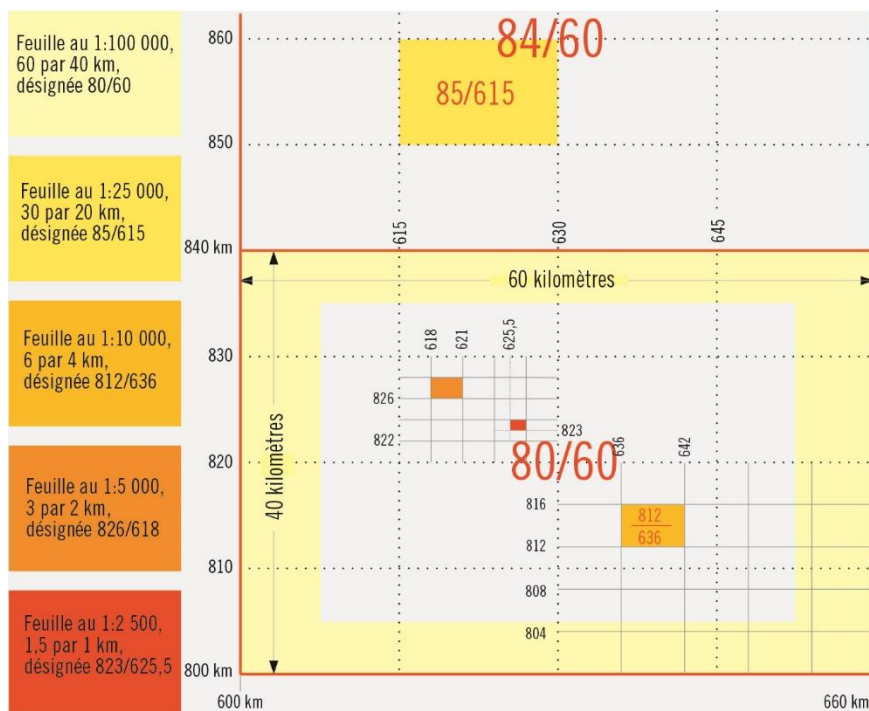 Feuille au 1:100 000,
60 par 40 km,
désignée 80/60
Feuille au 1:25 000,
30 par 20 km,
désignée 85/615
Feuille au 1:10 000,
6 par 4 km,
désignée 812/636
Feuille au 1:5 000,
3 par 2 km,
désignée 826/618
Feuille au 1:2 500,
1,5 par 1 km,
désignée 823/625,5
860
84/60
85/615
850
615
630
645
840 km
60 kilomètres
40 kilomètres
830
618
621
625,5
826
822
823
820
80/60
636
642
816
812
636
812
810
808
804
800 km
600 km
660 km